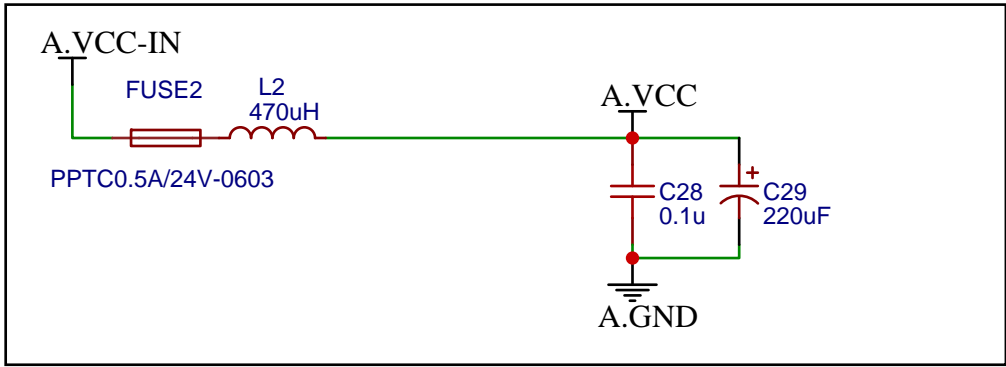 A.VCC-IN
FUSE2
L2
470uH
PPTC0.5A/24V-0603
A.VCC
+
C28
0.1u
C29
220uF
A.GND